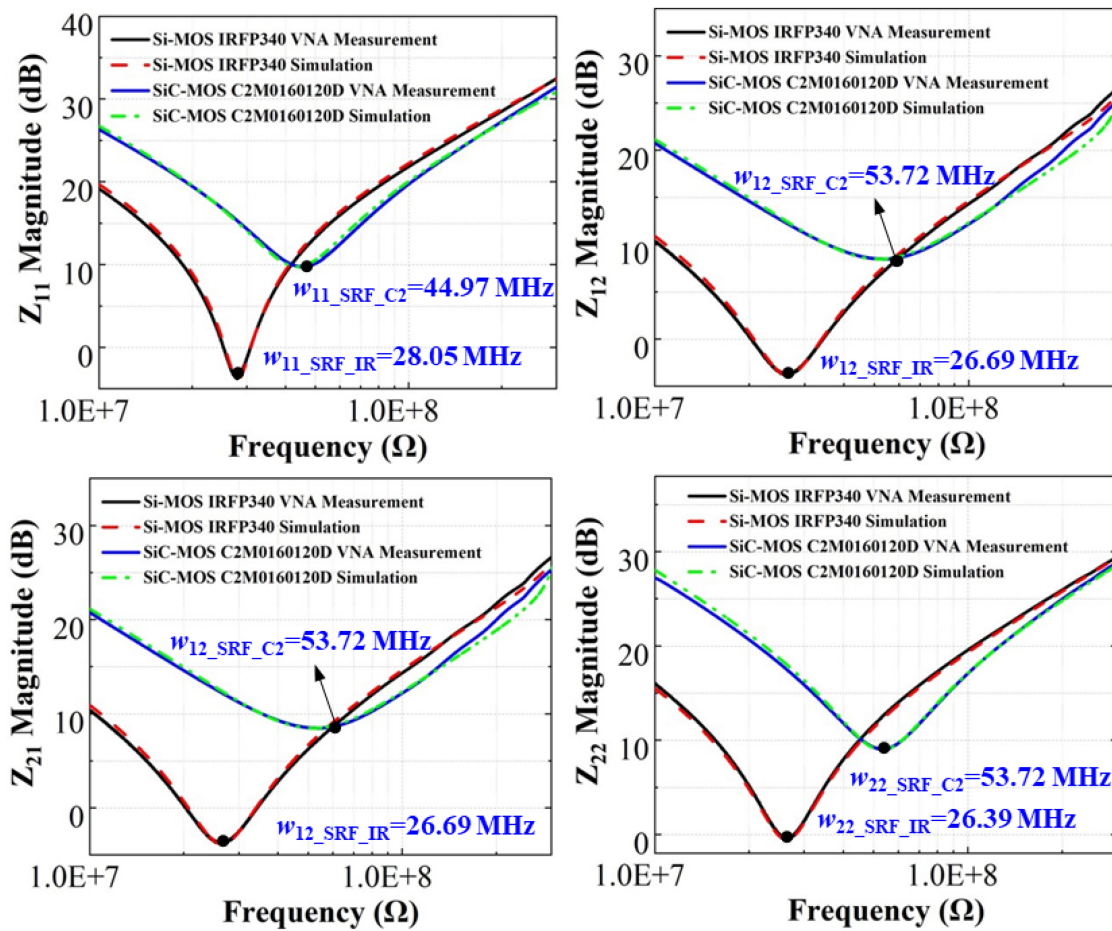 40
30
20
10
0
Z11 Magnitude (dB)
Si-MOS IRFP340 VNA Measurement
Si-MOS IRFP340 Simulation
SiC-MOS C2M0160120D VNA Measurement
SiC-MOS C2M0160120D Simulation
w11_SRF_C2=44.97 MHz
w11_SRF_IR=28.05 MHz
1.0E+7
1.0E+8
Frequency (Ω)
30
20
10
0
Z12 Magnitude (dB)
Si-MOS IRFP340 VNA Measurement
Si-MOS IRFP340 Simulation
SiC-MOS C2M0160120D VNA Measurement
SiC-MOS C2M0160120D Simulation
w12_SRF_C2=53.72 MHz
w12_SRF_IR=26.69 MHz
1.0E+7
1.0E+8
Frequency (Ω)
30
20
10
0
Z21 Magnitude (dB)
Si-MOS IRFP340 VNA Measurement
Si-MOS IRFP340 Simulation
SiC-MOS C2M0160120D VNA Measurement
SiC-MOS C2M0160120D Simulation
w12_SRF_C2=53.72 MHz
w12_SRF_IR=26.69 MHz
1.0E+7
1.0E+8
Frequency (Ω)
30
20
10
0
Z22 Magnitude (dB)
Si-MOS IRFP340 VNA Measurement
Si-MOS IRFP340 Simulation
SiC-MOS C2M0160120D VNA Measurement
SiC-MOS C2M0160120D Simulation
w22_SRF_C2=53.72 MHz
w22_SRF_IR=26.39 MHz
1.0E+7
1.0E+8
Frequency (Ω)